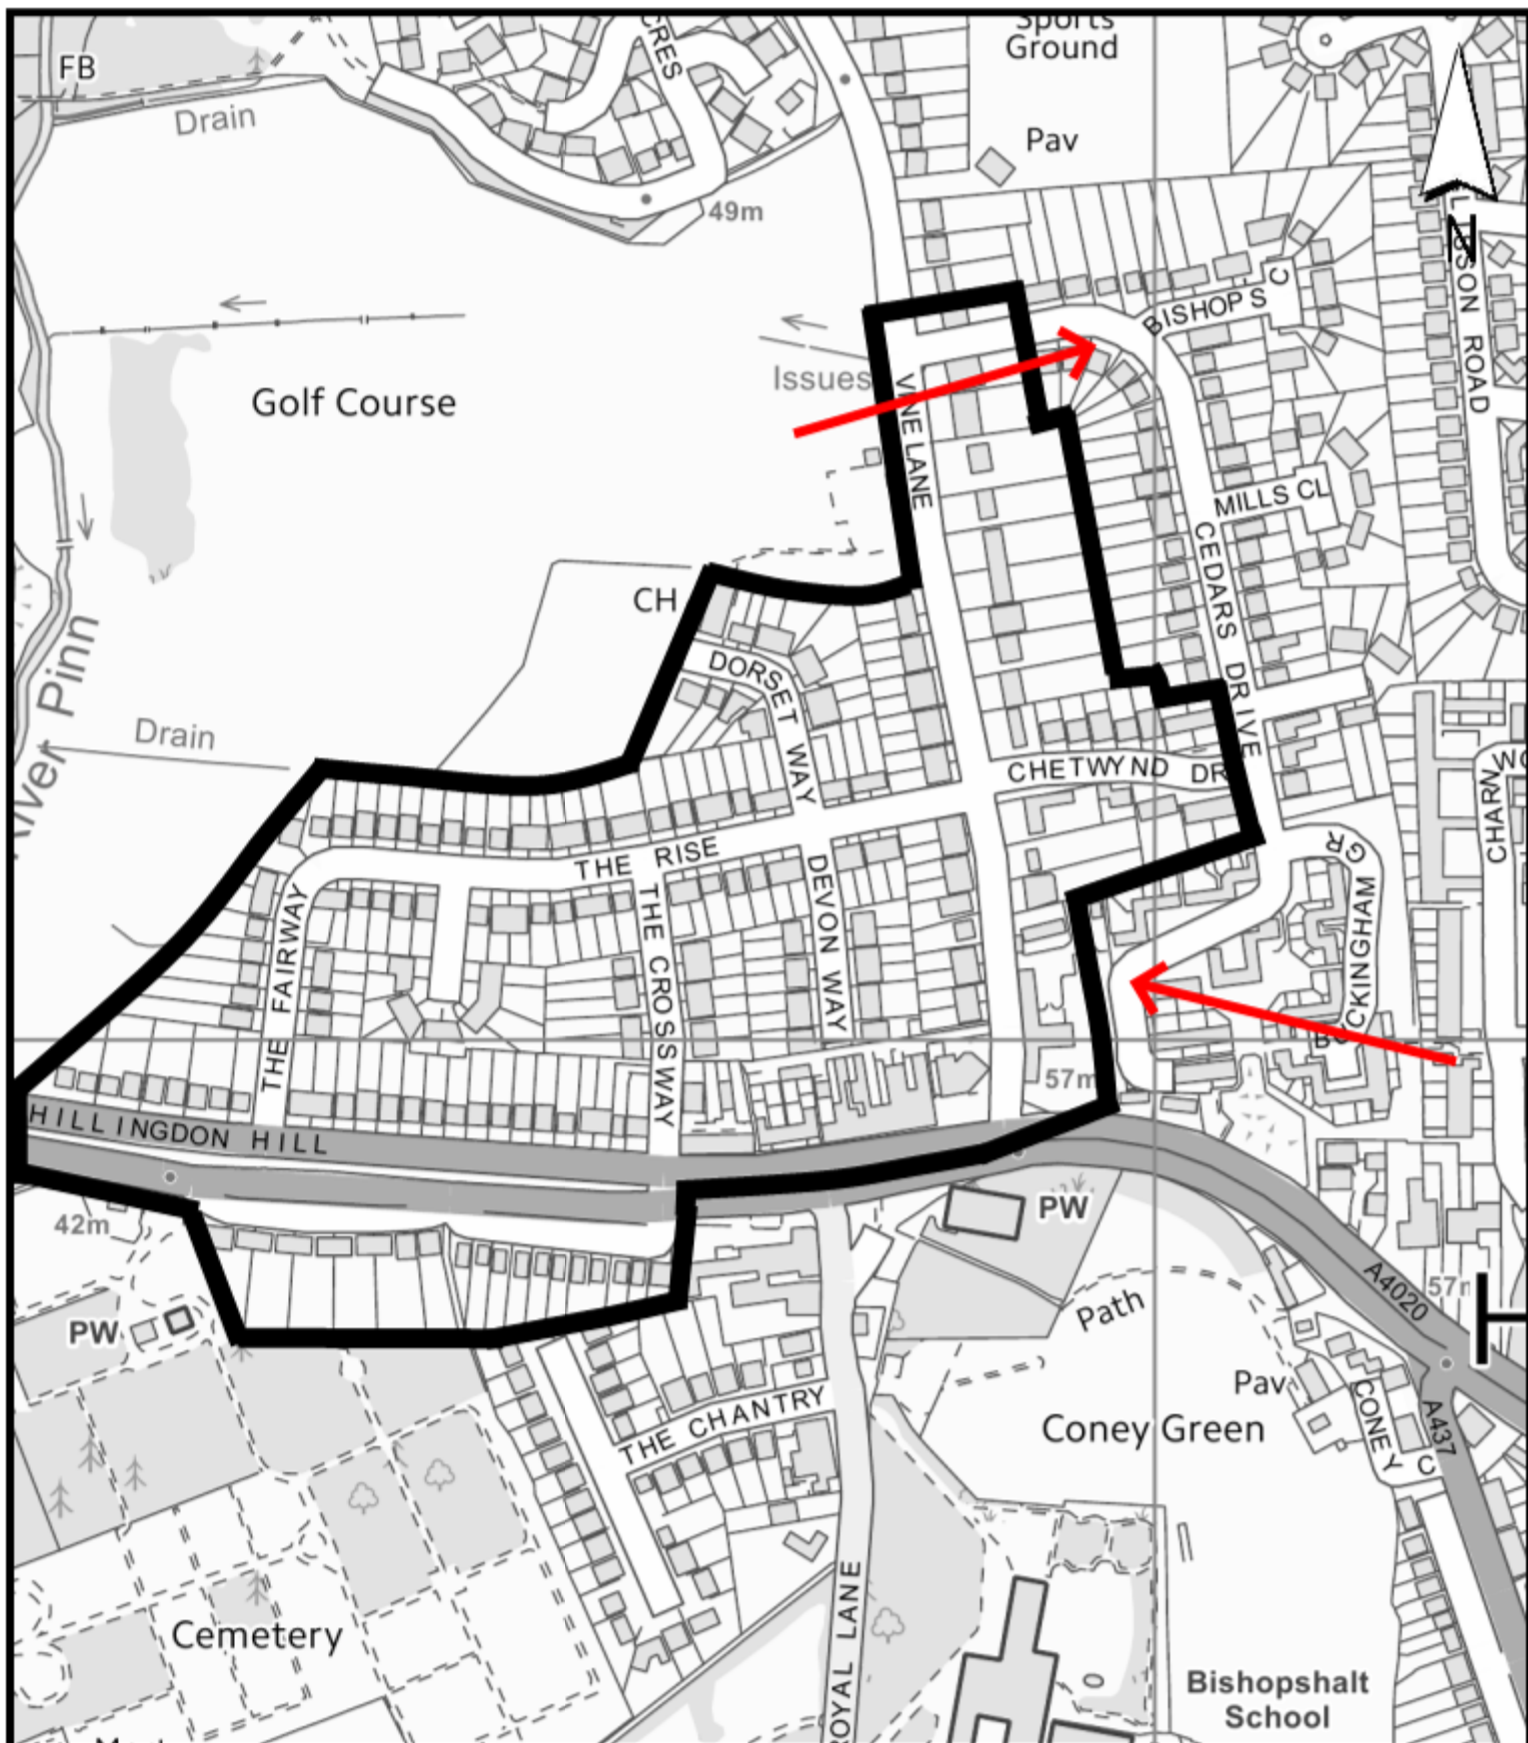 Sports
Ground
FB
Drain
Pav
49m
N
BISHOP'S C
ROAD
Issues
Golf Course
VINE LANE
MILLS CL
CEDARS DRIVE
CH
River Pinn
DORSET WAY
Drain
CHETWYND DR
THE RISE
CHARW
GR
BUCKINGHAM
DEVON WAY
THE CROSSWAY
THE FAIRWAY
57m
HILLINGDON HILL
42m
PW
PW
A4020
Path
Pav
CONEY C
A437
Coney Green
THE CHANTRY
ROYAL LANE
Cemetery
Bishopshalt
School